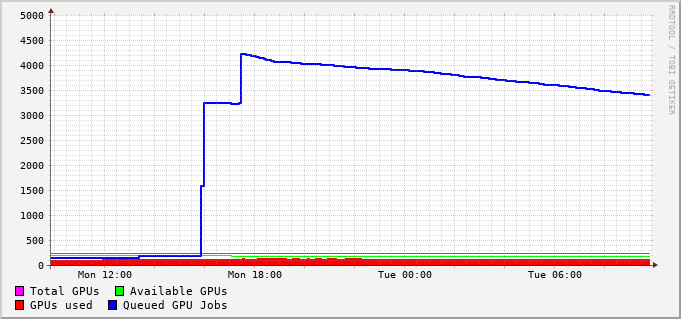 5000
4500
4000
3500
3000
2500
2000
1500
1000
500
0
Mon 12:00 Mon 18:00 Tue 00:00 Tue 06:00
Total GPUs Available GPUs
GPUs used Queued GPU Jobs
RRDTOOL / TOBI OETIKER